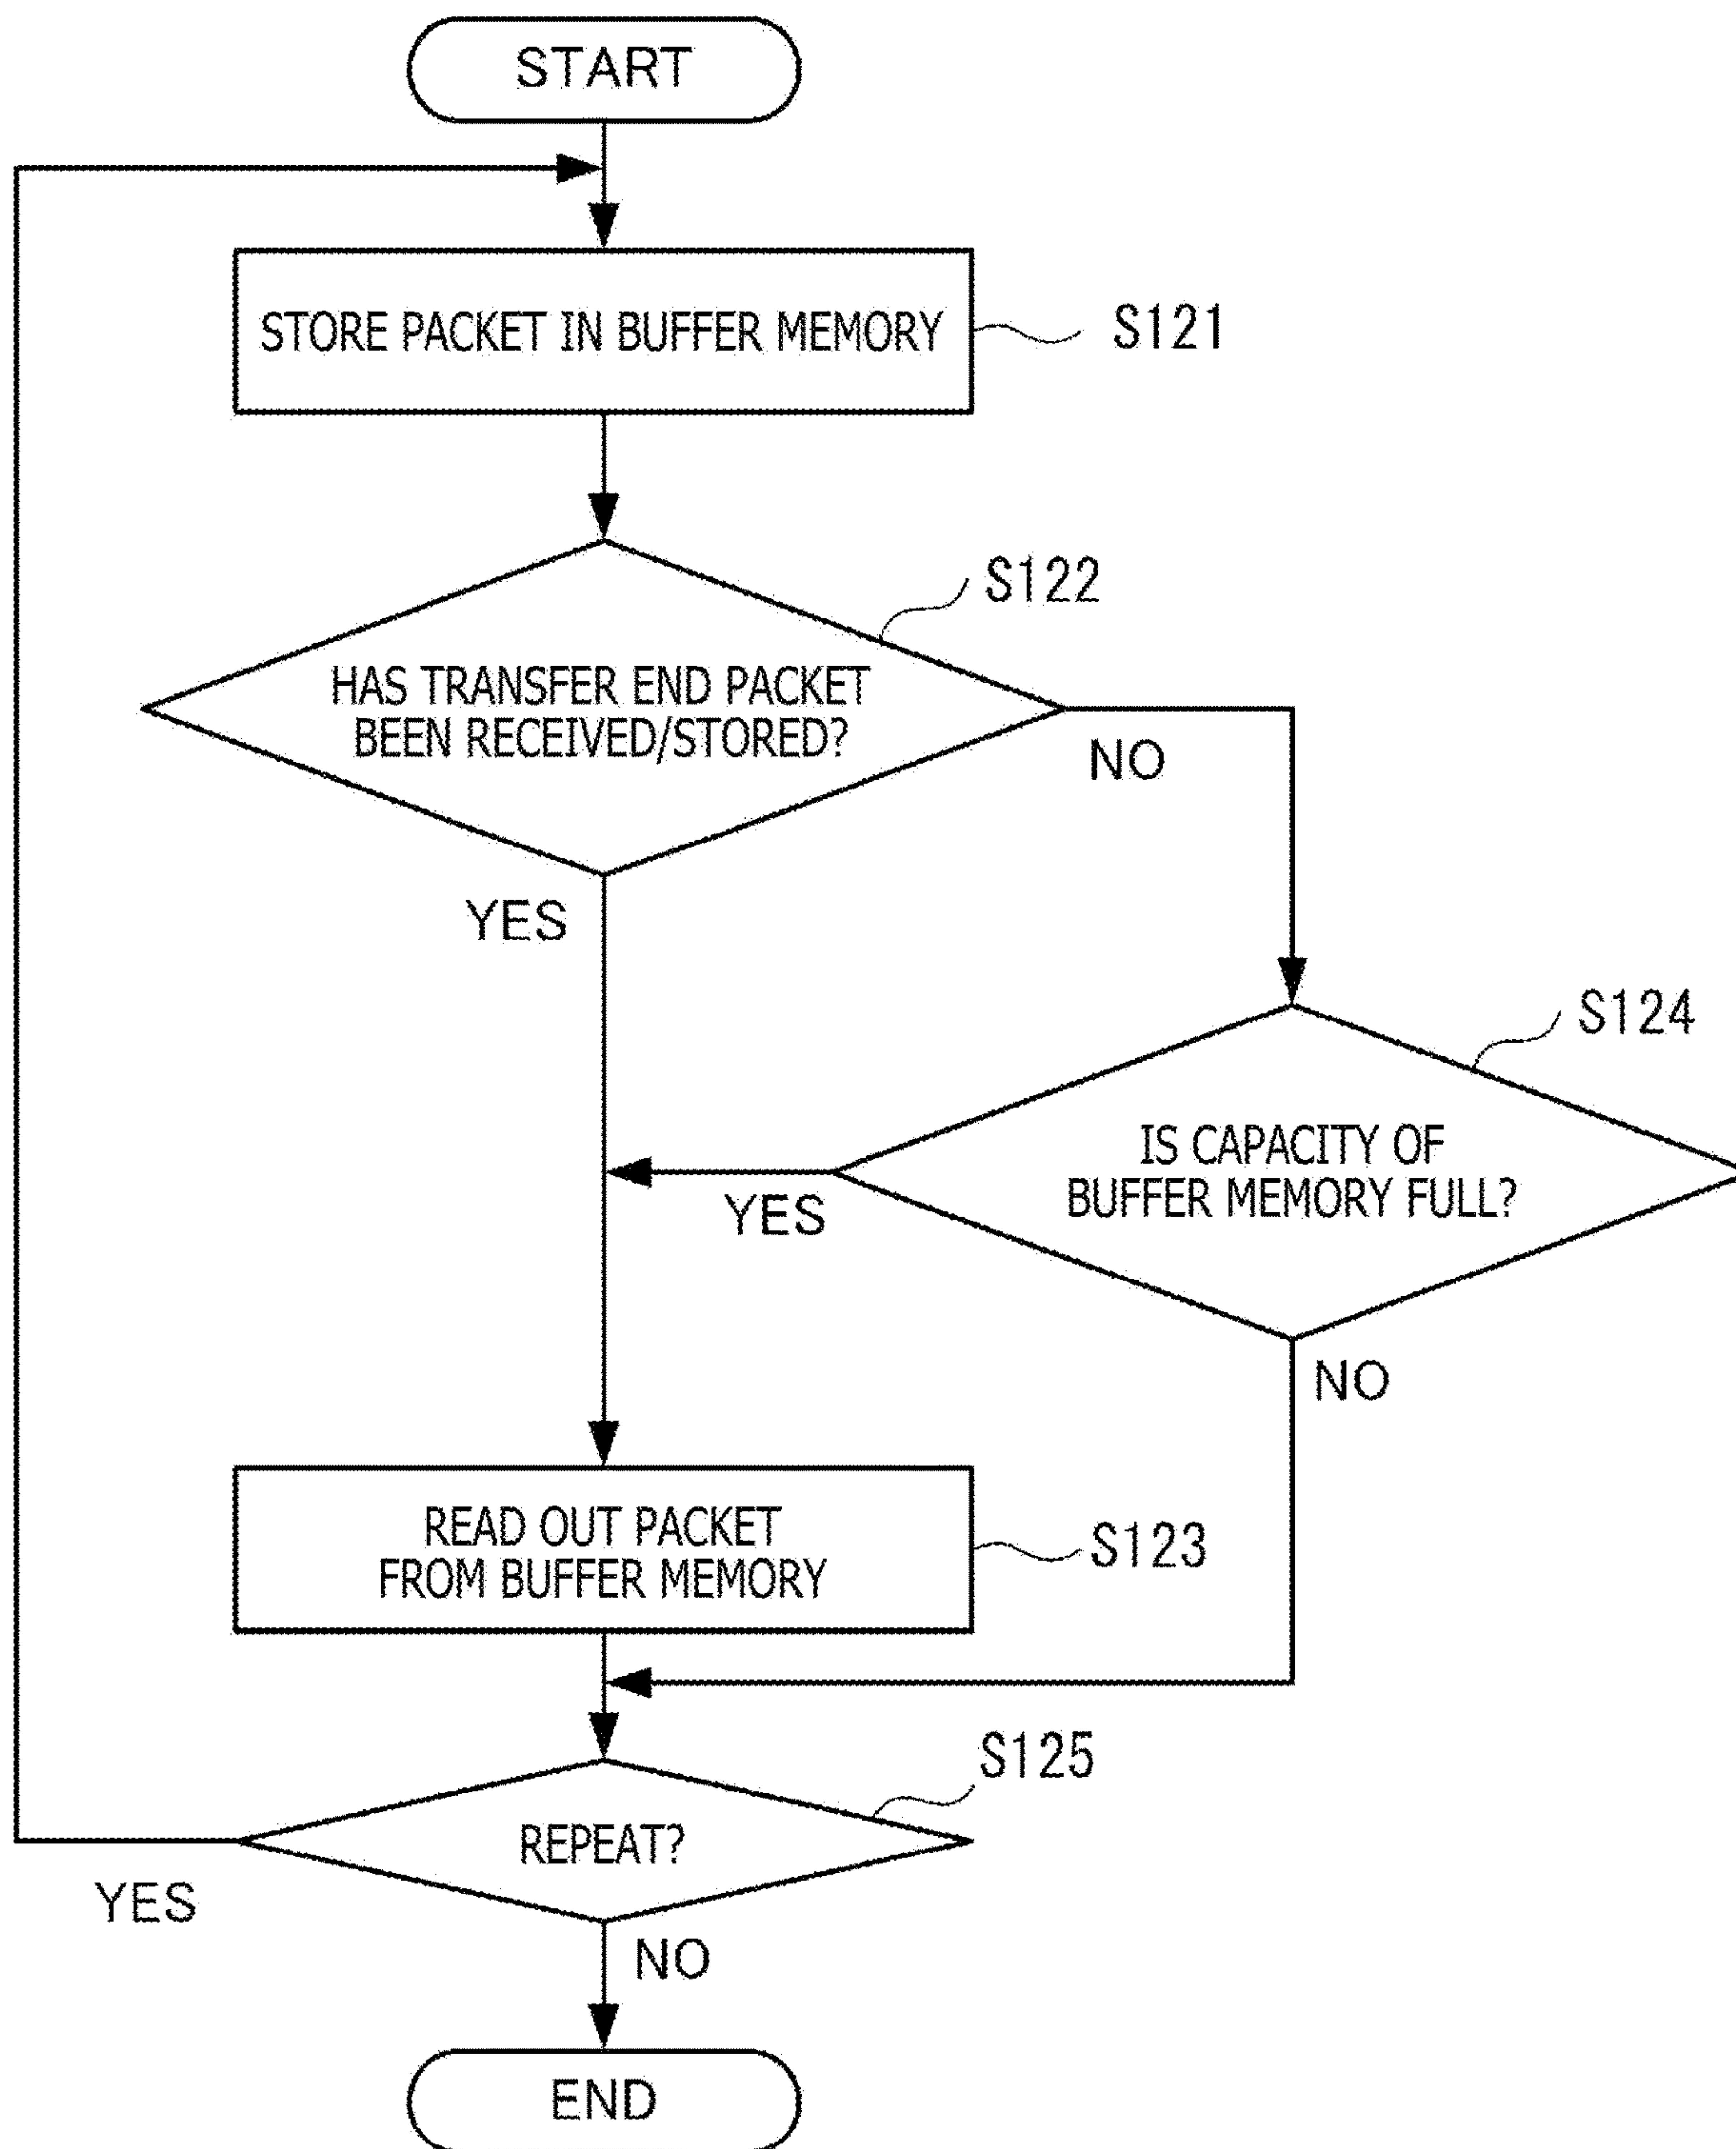 START
STORE PACKET IN BUFFER MEMORY
S121
S122
HAS TRANSFER END PACKET
BEEN RECEIVED/STORED?
NO
YES
S124
IS CAPACITY OF
BUFFER MEMORY FULL?
YES
NO
READ OUT PACKET
FROM BUFFER MEMORY
S123
S125
REPEAT?
YES
NO
END